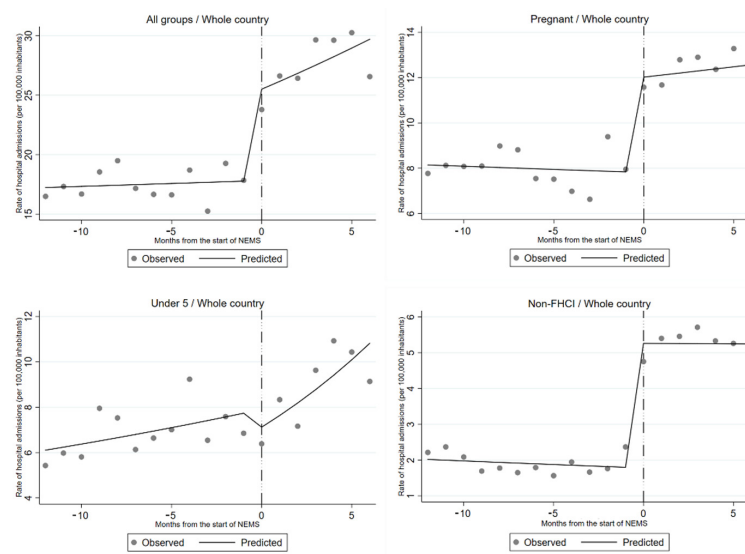 All groups / Whole country
Rate of hospital admissions (per 100,000 inhabitants)
30
25
20
15
-10
-5
0
5
Months from the start of NEMS
Observed
Predicted
Pregnant / Whole country
Rate of hospital admissions (per 100,000 inhabitants)
14
12
10
8
6
-10
-5
0
5
Months from the start of NEMS
Observed
Predicted
Under 5 / Whole country
Rate of hospital admissions (per 100,000 inhabitants)
12
10
8
6
4
-10
-5
0
5
Months from the start of NEMS
Observed
Predicted
Non-FHCI / Whole country
Rate of hospital admissions (per 100,000 inhabitants)
6
5
4
3
2
1
-10
-5
0
5
Months from the start of NEMS
Observed
Predicted